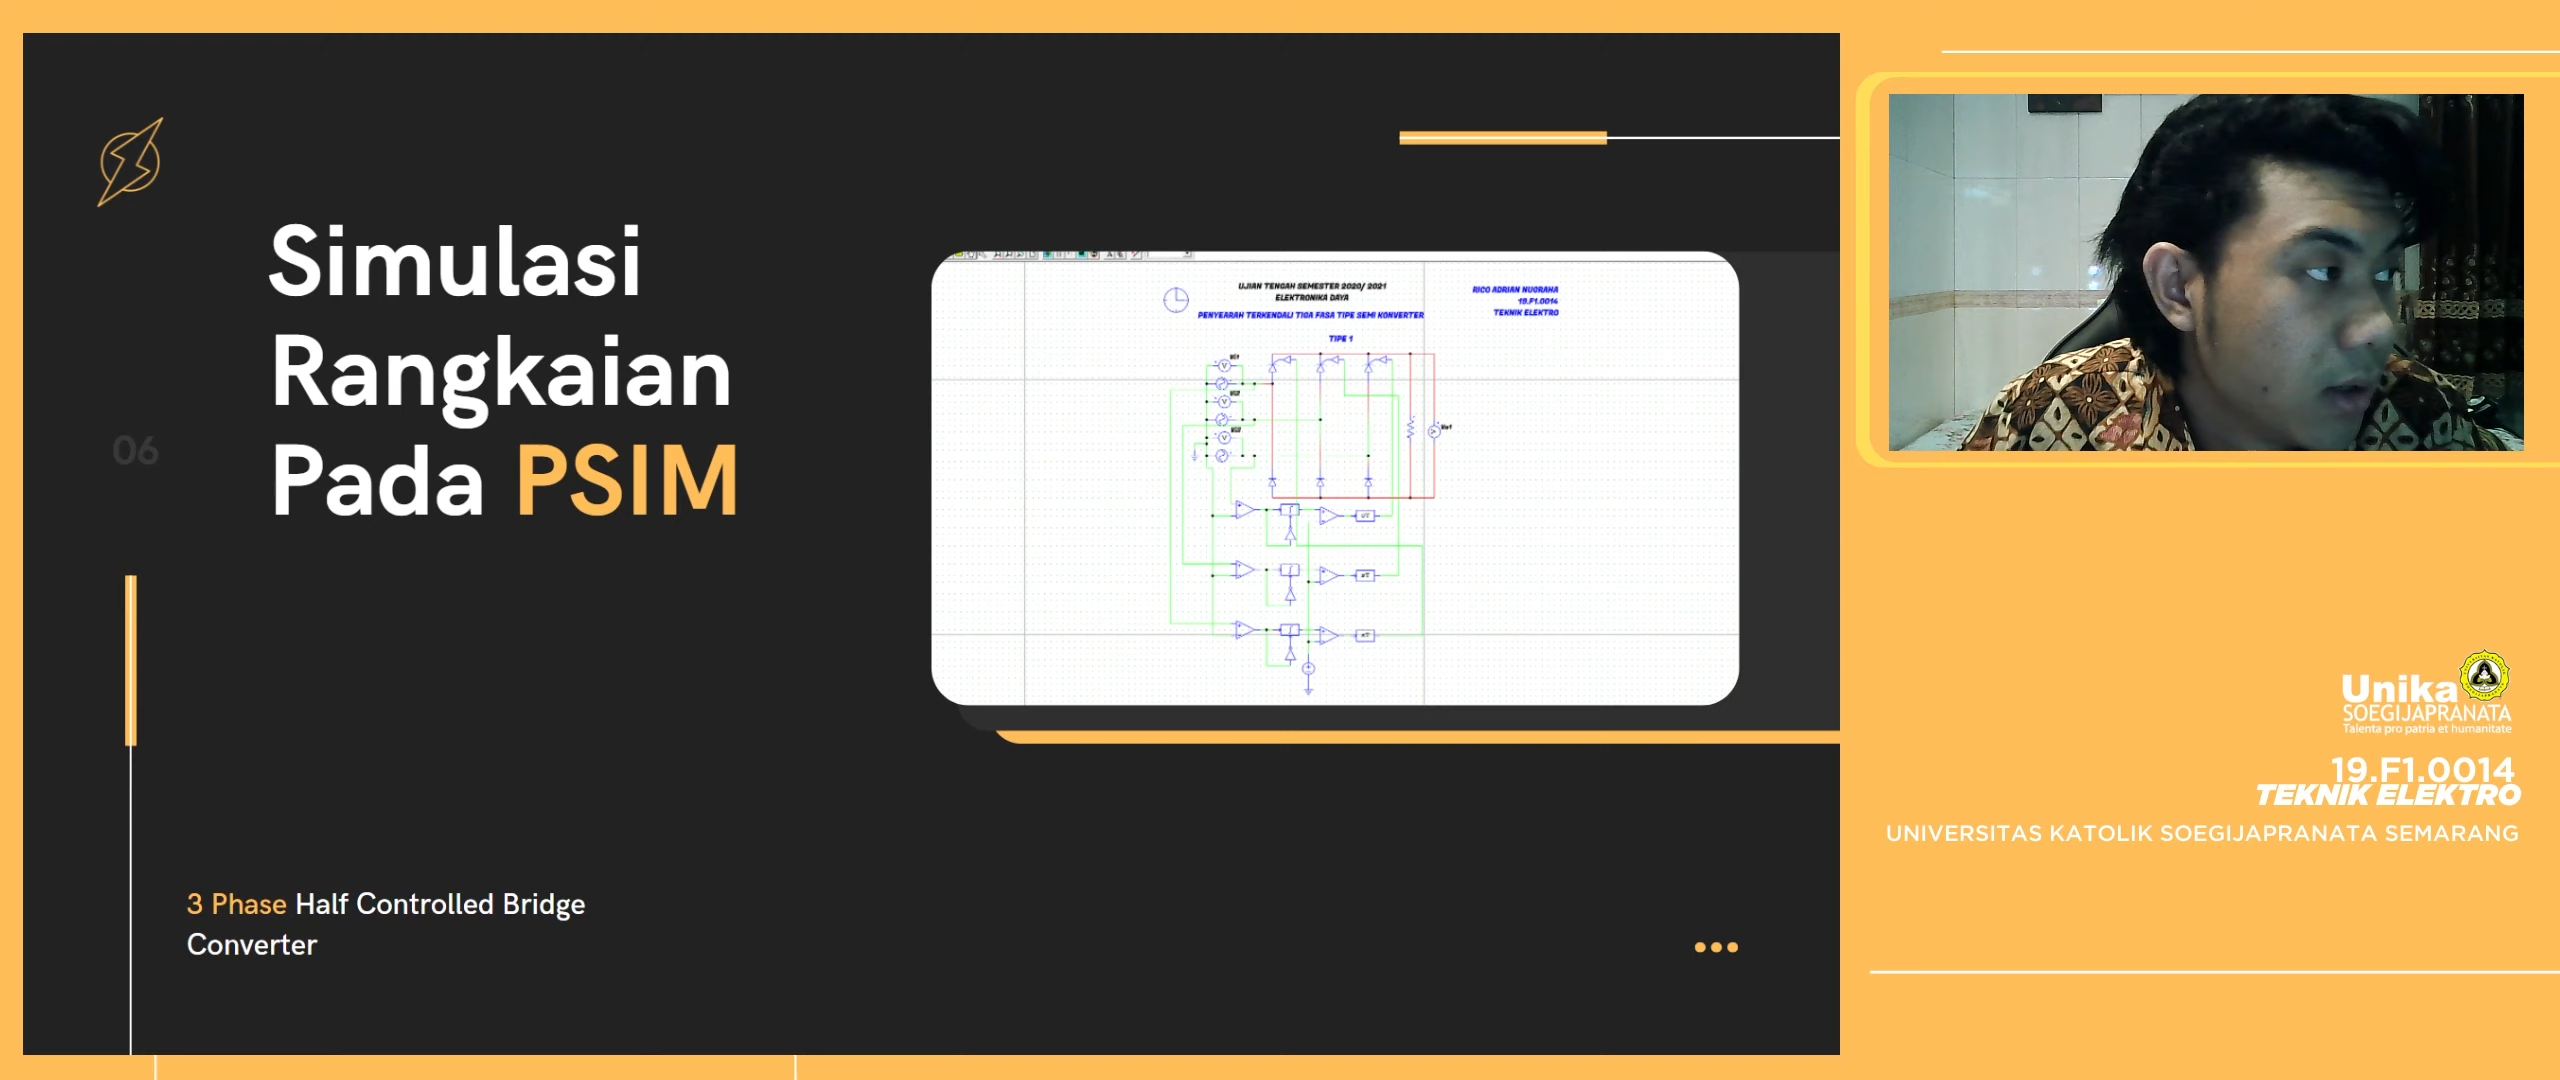 Simulasi
Rangkaian
Pada PSIM
06
3 Phase Half Controlled Bridge
Converter
UJIAN TENGAH SEMESTER 2020/ 2021
ELEKTRONIKA DAYA
PENYEARAH TERKENDALI TIGA FASA TIPE SEMI KONVERTER
TIPE 1
RICO ADRIAN NUGRAHA
19.F1.0014
TEKNIK ELEKTRO
Unika
SOEGIJAPRANATA
Talenta pro patria et humanitate
19.F1.0014
TEKNIK ELEKTRO
UNIVERSITAS KATOLIK SOEGIJAPRANATA SEMARANG